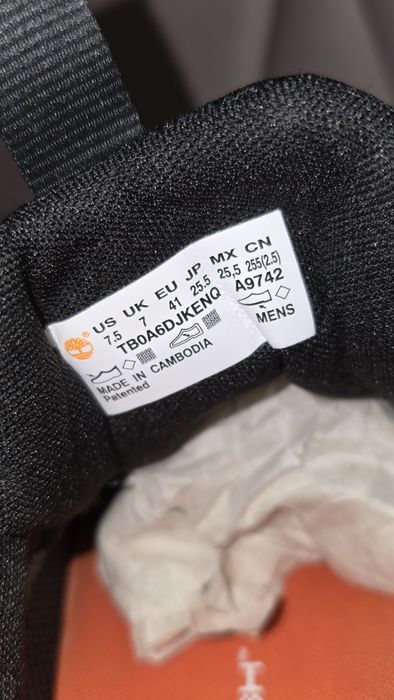 US UK EU JP MX CN
7.5 7 41 25.5 25,5 255(2.5)
TB0A6DJKENQ A9742
MENS
MADE IN CAMBODIA
Patented